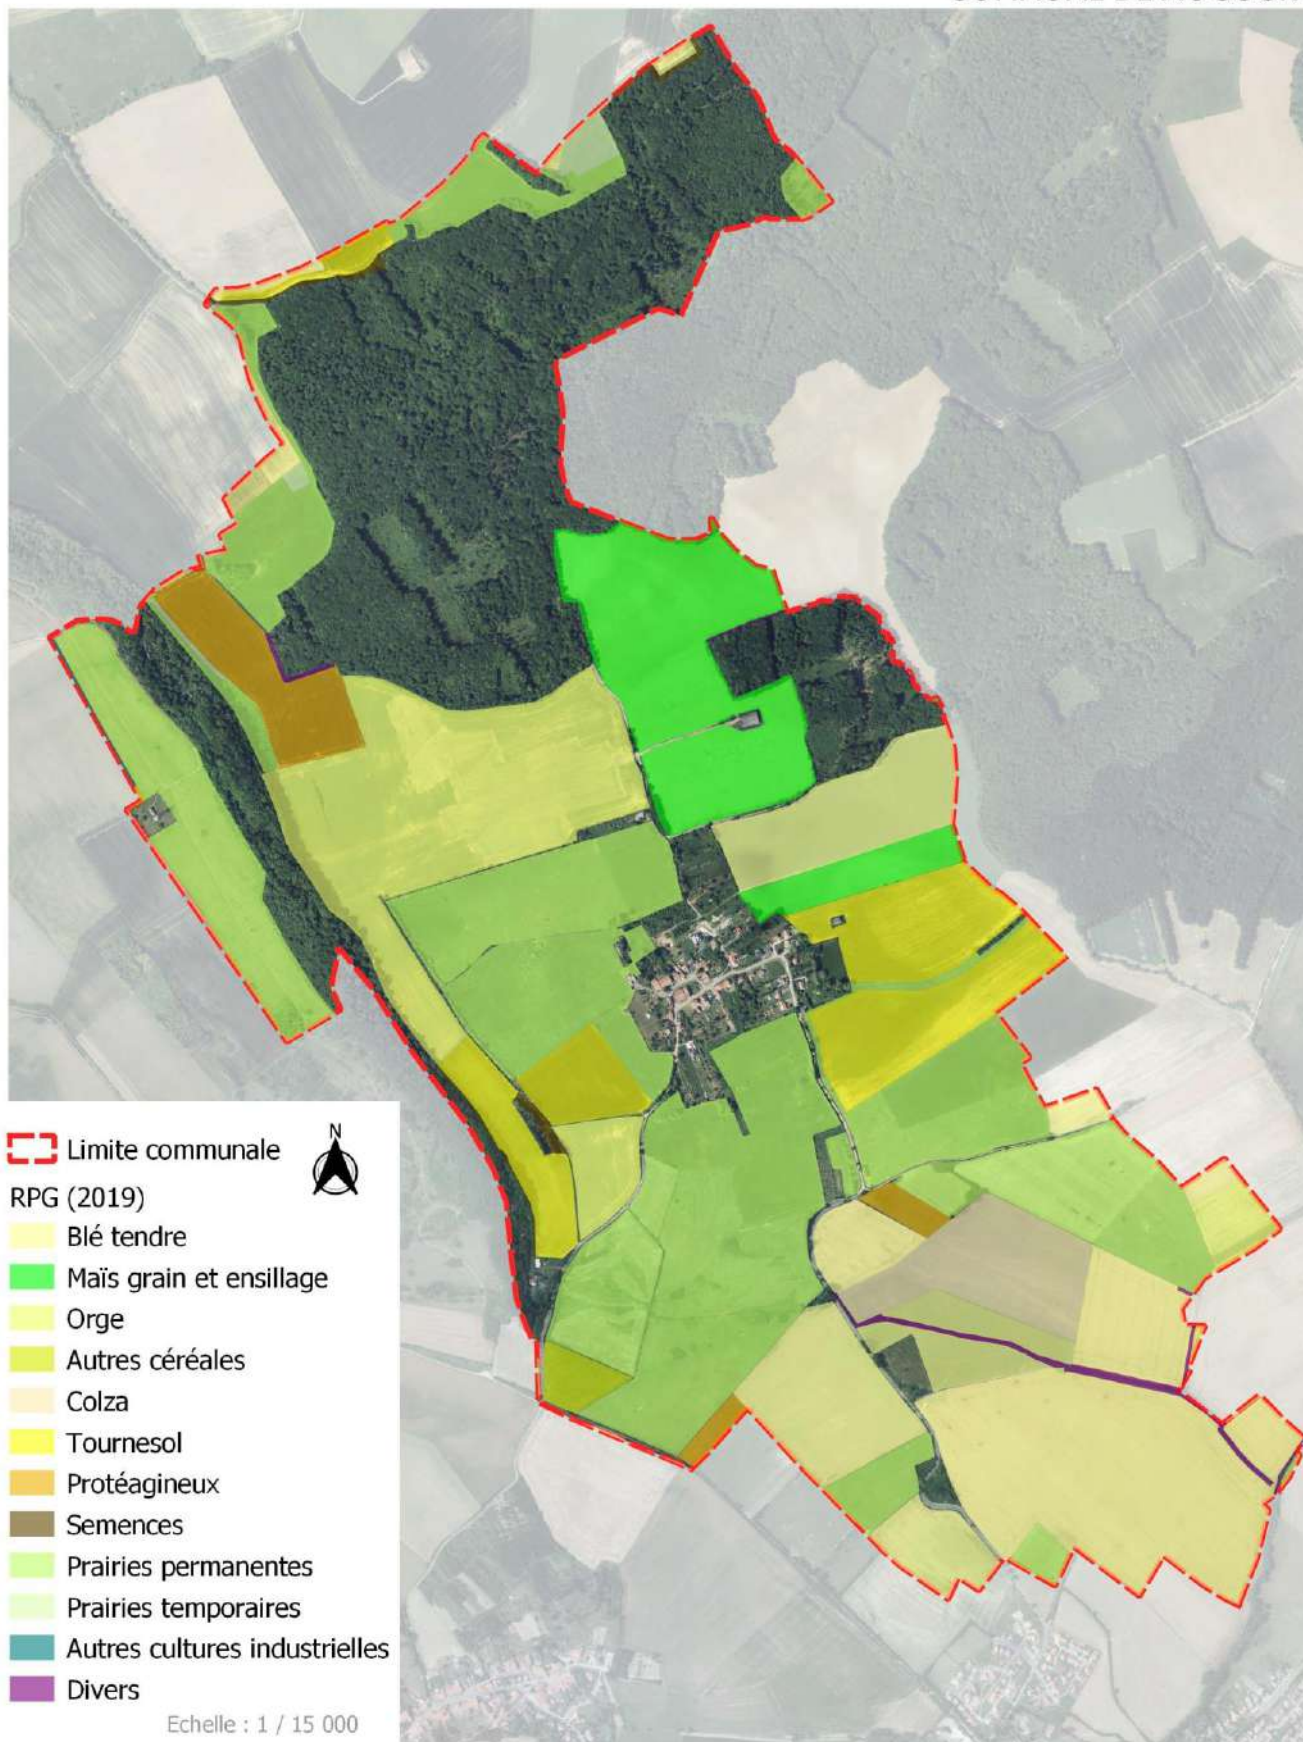 N
Limite communale
RPG (2019)
Blé tendre
Maïs grain et ensillage
Orge
Autres céréales
Colza
Tournesol
Protéagineux
Semences
Prairies permanentes
Prairies temporaires
Autres cultures industrielles
Divers
Echelle : 1 / 15 000